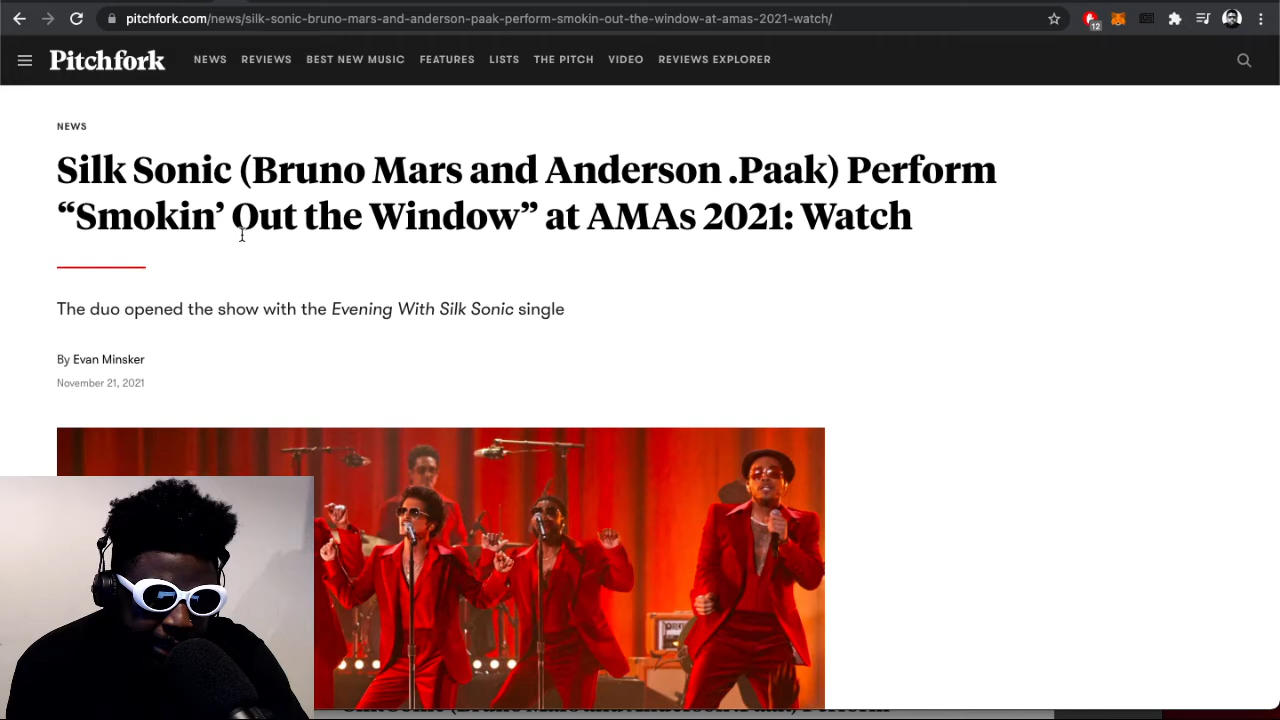 pitchfork.com/news/silk-sonic-bruno-mars-and-anderson-paak-perform-smokin-out-the-window-at-amas-2021-watch/
12
Pitchfork
NEWS REVIEWS BEST NEW MUSIC FEATURES LISTS THE PITCH VIDEO REVIEWS EXPLORER
NEWS
Silk Sonic (Bruno Mars and Anderson .Paak) Perform
“Smokin’ Out the Window” at AMAs 2021: Watch
The duo opened the show with the Evening With Silk Sonic single
By Evan Minsker
November 21, 2021